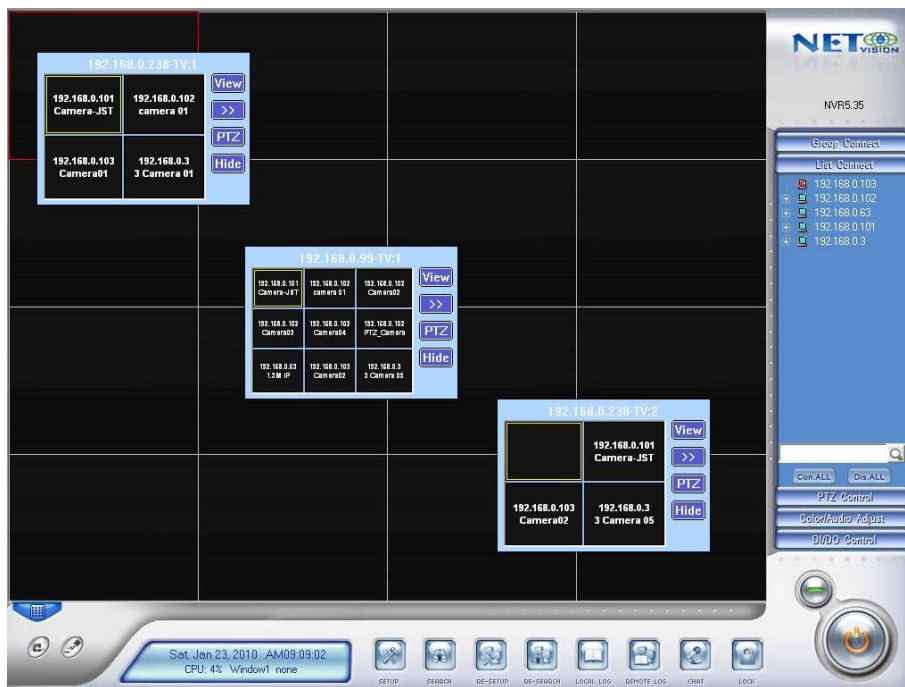 192.168.0.238-TV:1
192.168.0.101
Camera-JST
192.168.0.102
camera 01
192.168.0.103
Camera01
192.168.0.3
3 Camera 01
View
>>
PTZ
Hide
192.168.0.99-TV:1
192.168.0.101
Camera-JST
192.168.0.102
camera 01
192.168.0.102
Camera02
192.168.0.102
Camera03
192.168.0.102
Camera04
192.168.0.102
PTZ_Camera
192.168.0.63
1.3M IP
192.168.0.103
Camera02
192.168.0.3
3 Camera 05
View
>>
PTZ
Hide
192.168.0.238-TV:2
192.168.0.101
Camera-JST
192.168.0.103
Camera02
192.168.0.3
3 Camera 05
View
>>
PTZ
Hide
NET VISION
NVR5.35
Group Connect
List Connect
192.168.0.103
192.168.0.102
192.168.0.63
192.168.0.101
192.168.0.3
Con.ALL
Dis.ALL
PTZ Control
Color/Audio Adjust
DI/DO Control
Sat, Jan 23, 2010 AM09:09:02
CPU: 4% Window1 none
SETUP
SEARCH
RE-SETUP
RE-SEARCH
LOCAL LOG
REMOTE LOG
CHAT
LOCK